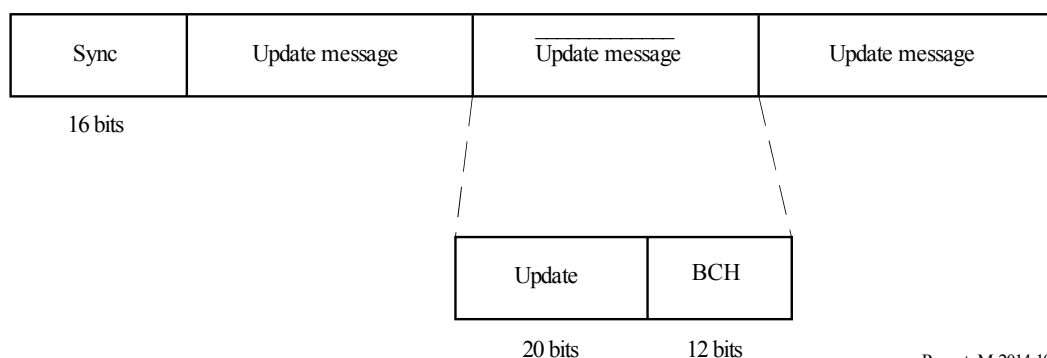 Sync Update message Update message Update message
16 bits
Update BCH
20 bits 12 bits